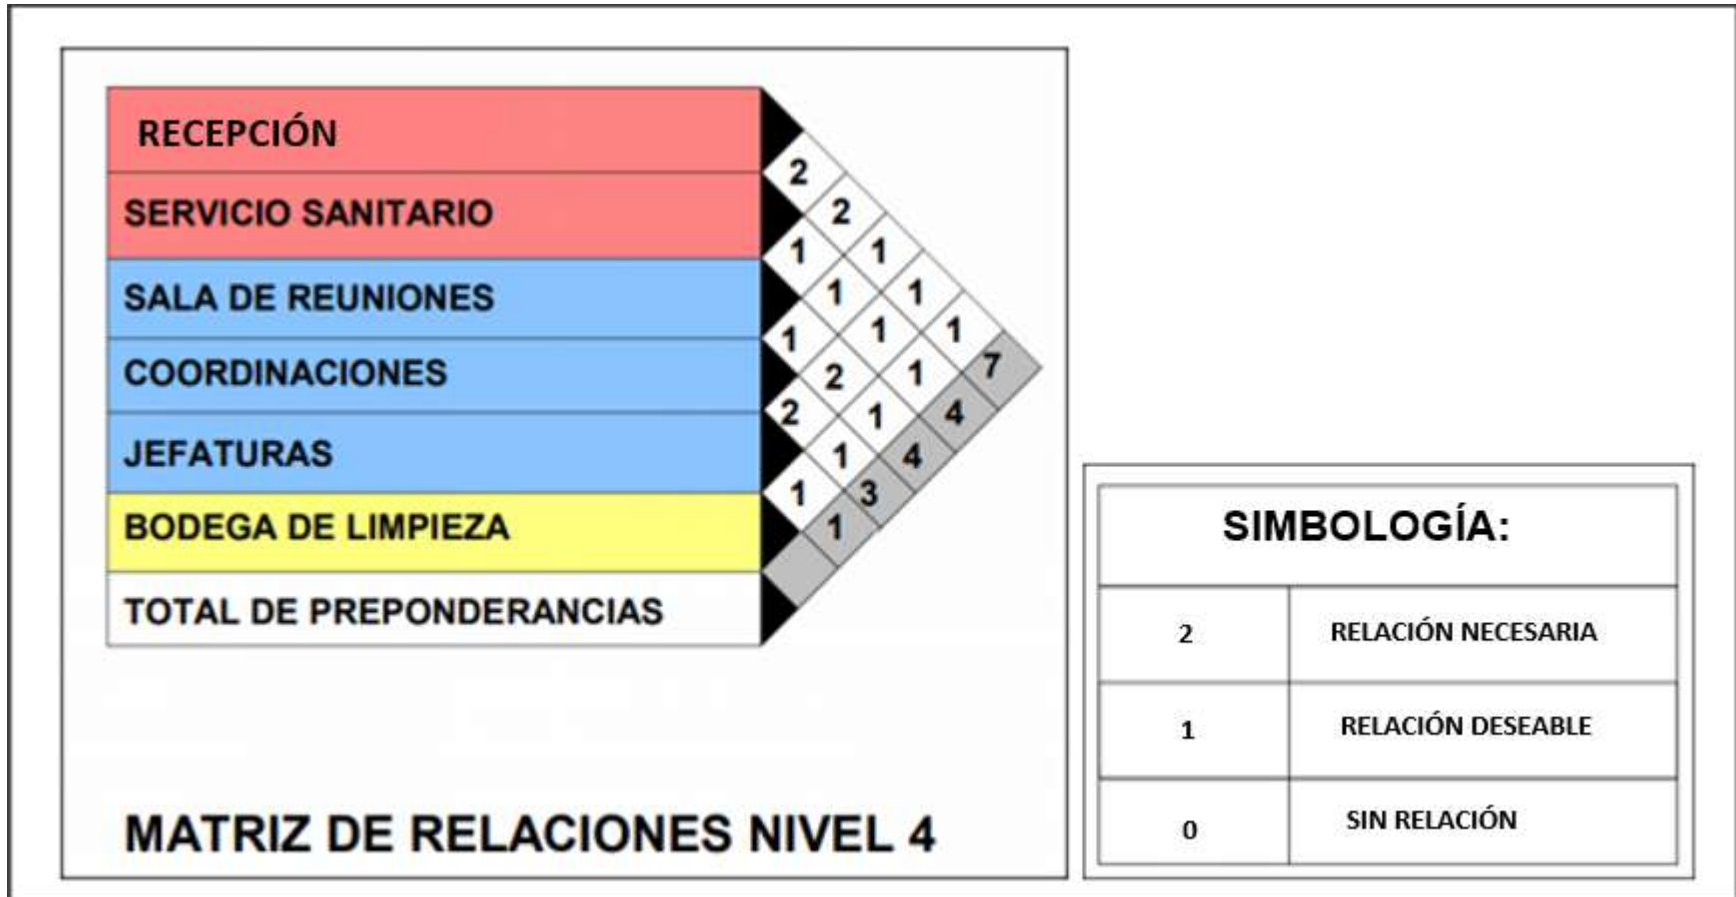 RECEPCIÓN
2
SERVICIO SANITARIO
2
1
1
SALA DE REUNIONES
1
1
1
1
1
COORDINACIONES
2
1
7
2
1
4
JEFATURAS
1
4
1
3
BODEGA DE LIMPIEZA
1
TOTAL DE PREPONDERANCIAS
MATRIZ DE RELACIONES NIVEL 4
SIMBOLOGÍA:
2 RELACIÓN NECESARIA
1 RELACIÓN DESEABLE
0 SIN RELACIÓN